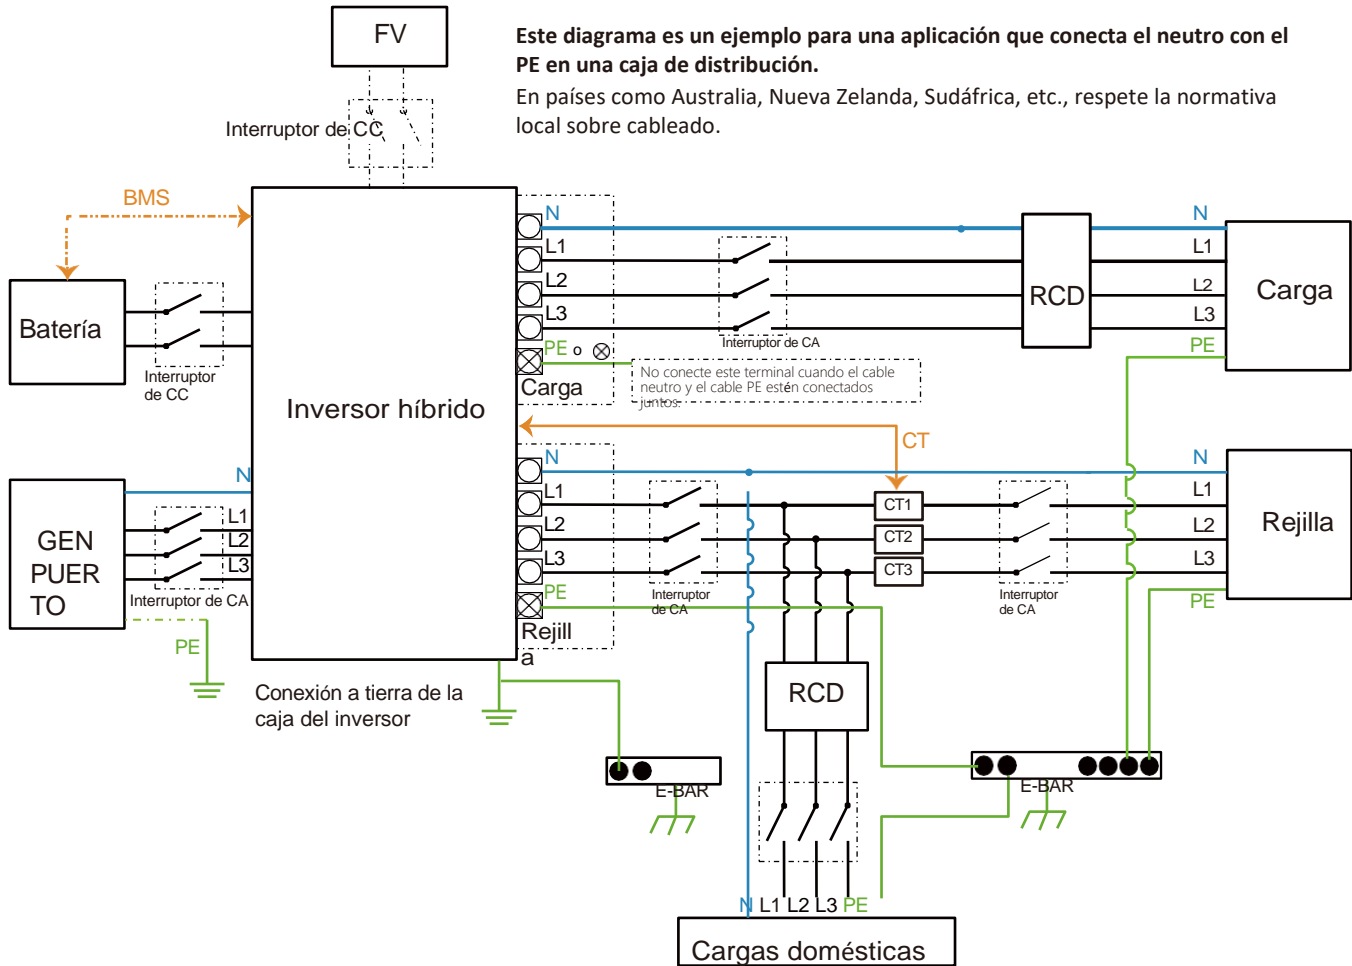 FV
Este diagrama es un ejemplo para una aplicación que conecta el neutro con el
PE en una caja de distribución.
En países como Australia, Nueva Zelanda, Sudáfrica, etc., respete la normativa
local sobre cableado.
Interruptor de CC
BMS
N
L1
L2
L3
PE o
Carga
Interruptor de CA
RCD
N
L1
L2
L3
PE
Carga
No conecte este terminal cuando el cable
neutro y el cable PE estén conectados
juntos.
Batería
Interruptor
de CC
Inversor híbrido
CT
N
L1
L2
L3
PE
Rejill
a
Interruptor
de CA
CT1
CT2
CT3
Interruptor
de CA
N
L1
L2
L3
PE
Rejilla
GEN
PUER
TO
N
L1
L2
L3
Interruptor de CA
PE
Conexión a tierra de la
caja del inversor
RCD
E-BAR
E-BAR
N L1 L2 L3 PE
Cargas domésticas